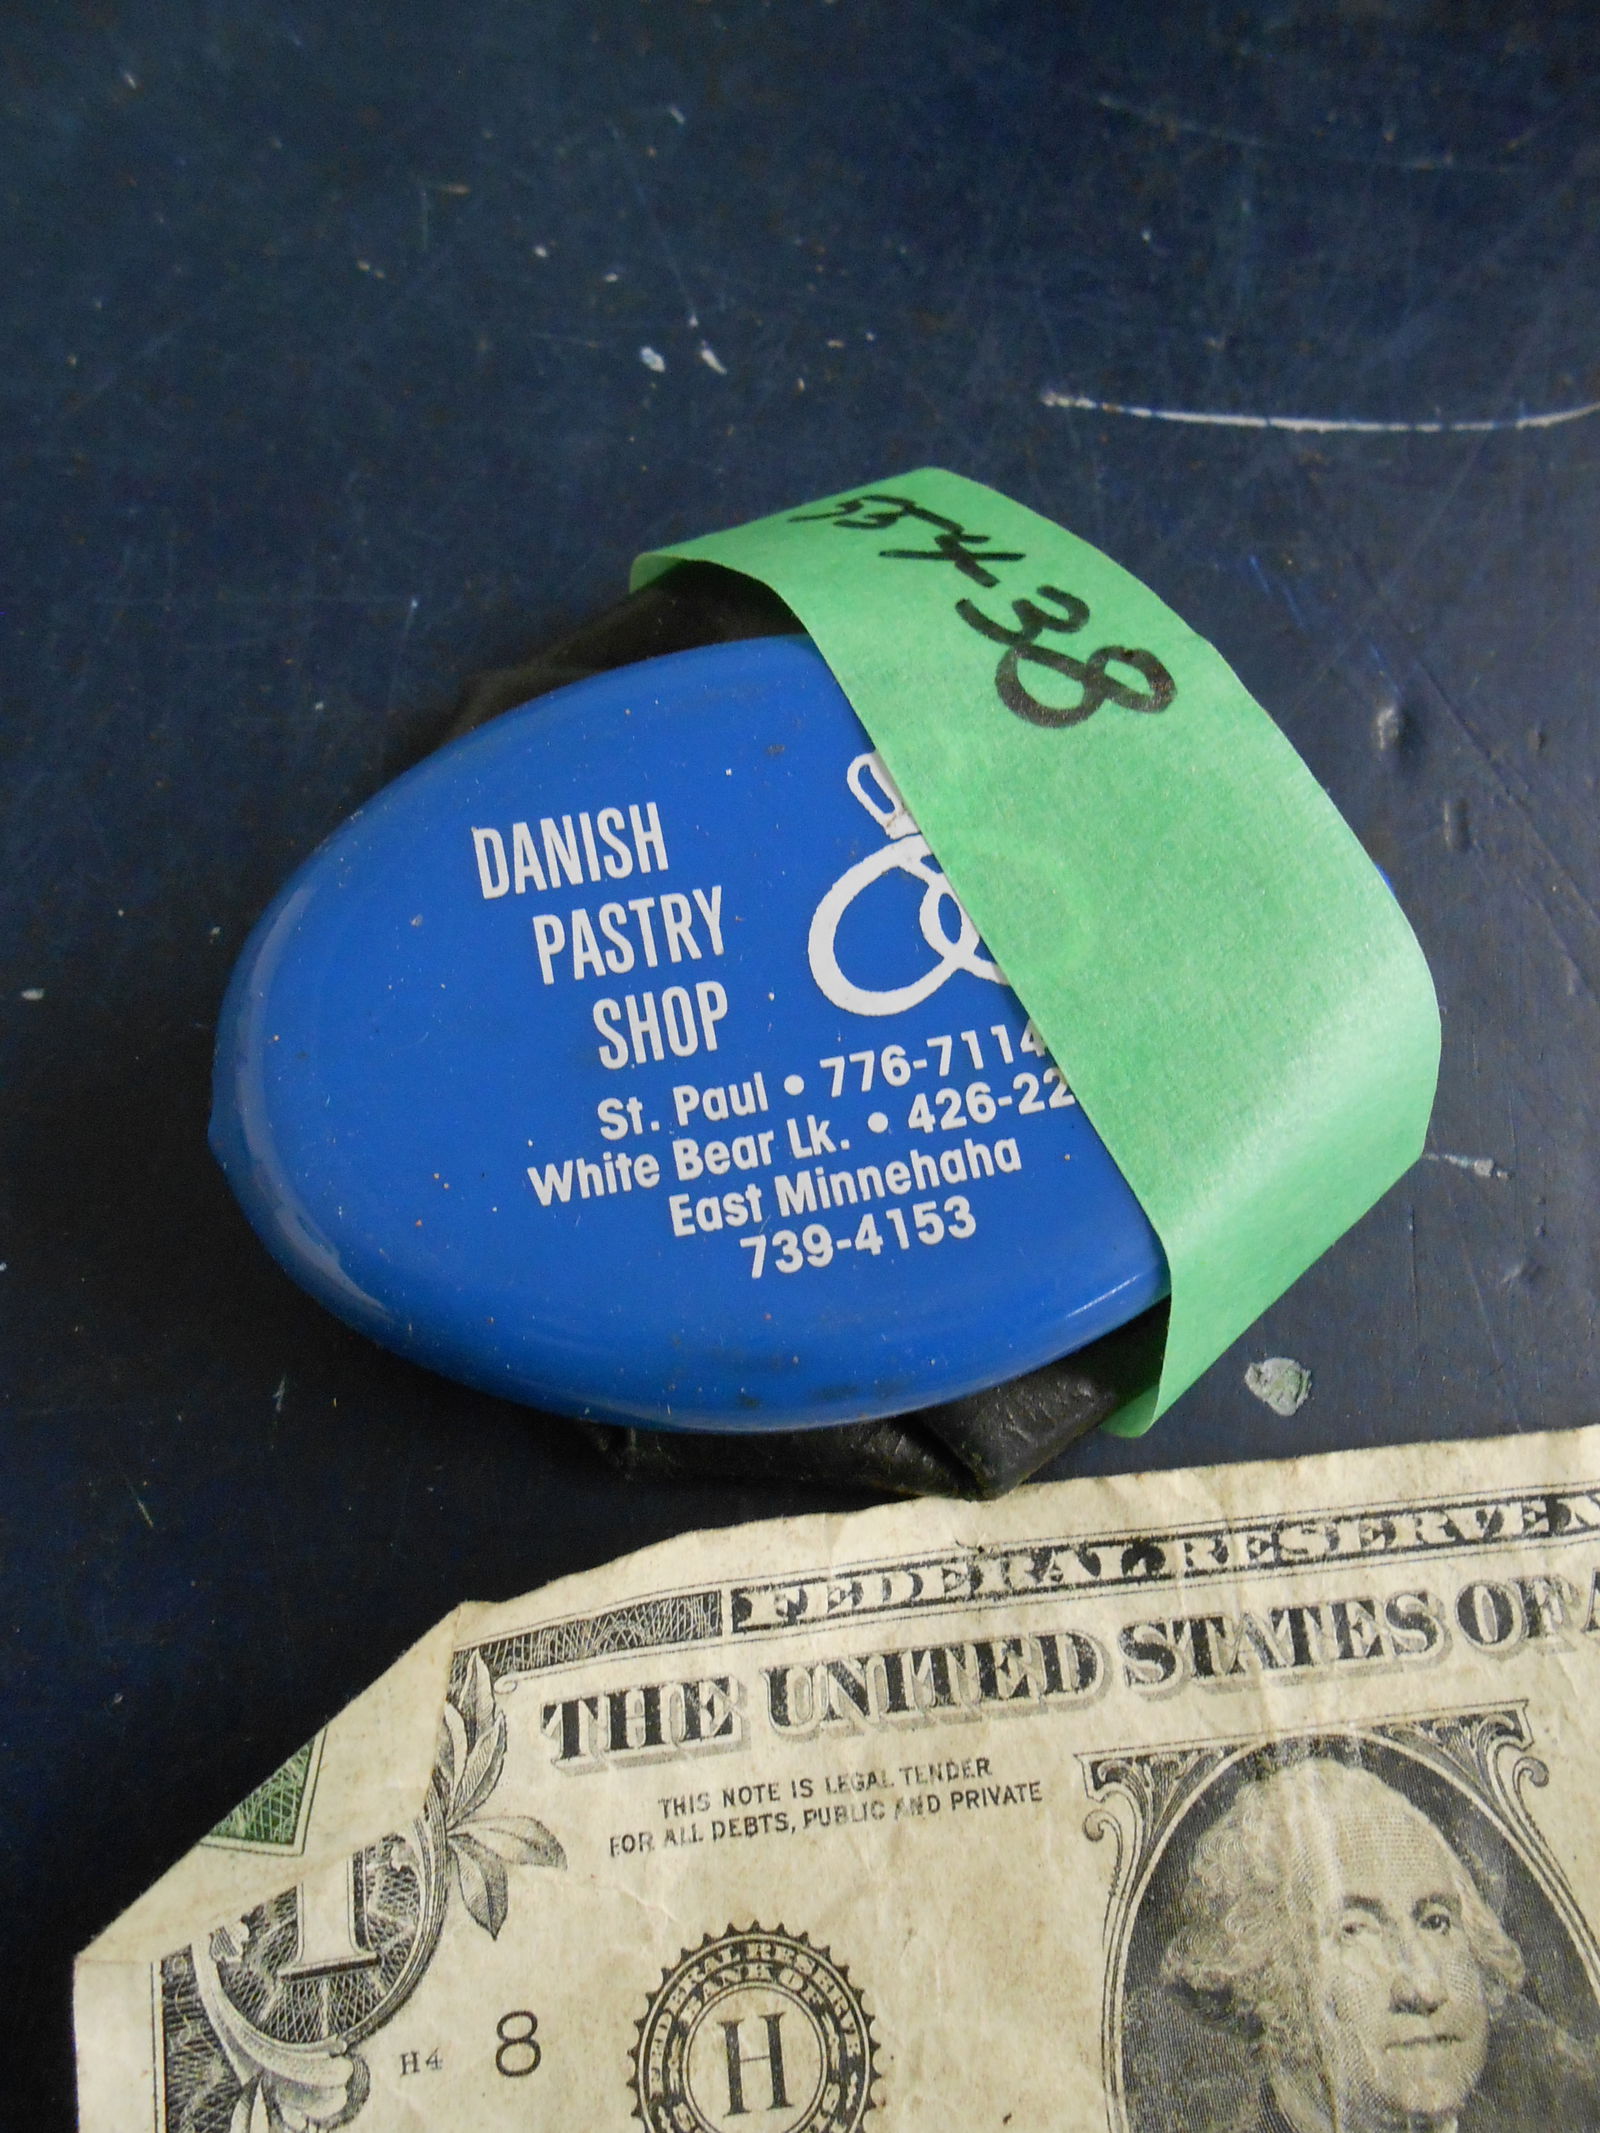 DANISH
PASTRY
SHOP
St. Paul • 776-7114
White Bear Lk. • 426-22
East Minnehaha
739-4153
FEDERAL RESERVE
THE UNITED STATES OF
THIS NOTE IS LEGAL TENDER
FOR ALL DEBTS, PUBLIC AND PRIVATE
1
H4 8
H